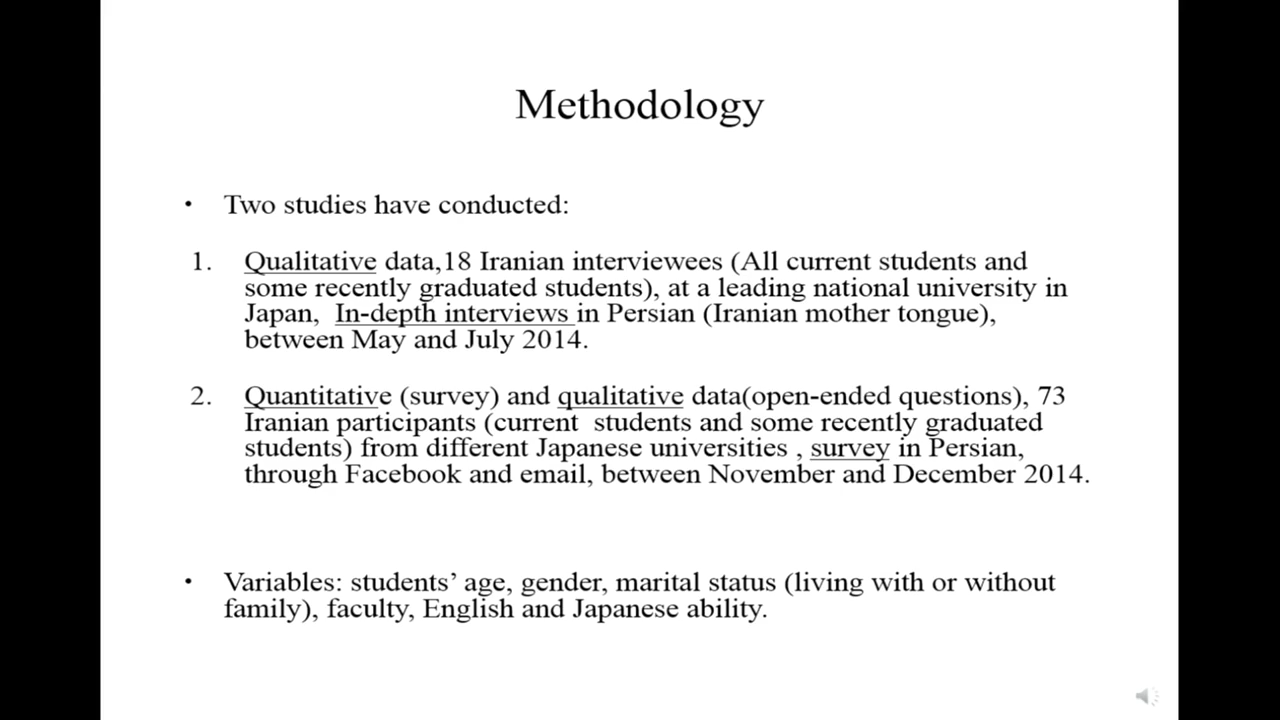 Methodology
• Two studies have conducted:
1. Qualitative data,18 Iranian interviewees (All current students and
some recently graduated students), at a leading national university in
Japan, In-depth interviews in Persian (Iranian mother tongue),
between May and July 2014.
2. Quantitative (survey) and qualitative data(open-ended questions), 73
Iranian participants (current students and some recently graduated
students) from different Japanese universities , survey in Persian,
through Facebook and email, between November and December 2014.
• Variables: students’ age, gender, marital status (living with or without
family), faculty, English and Japanese ability.